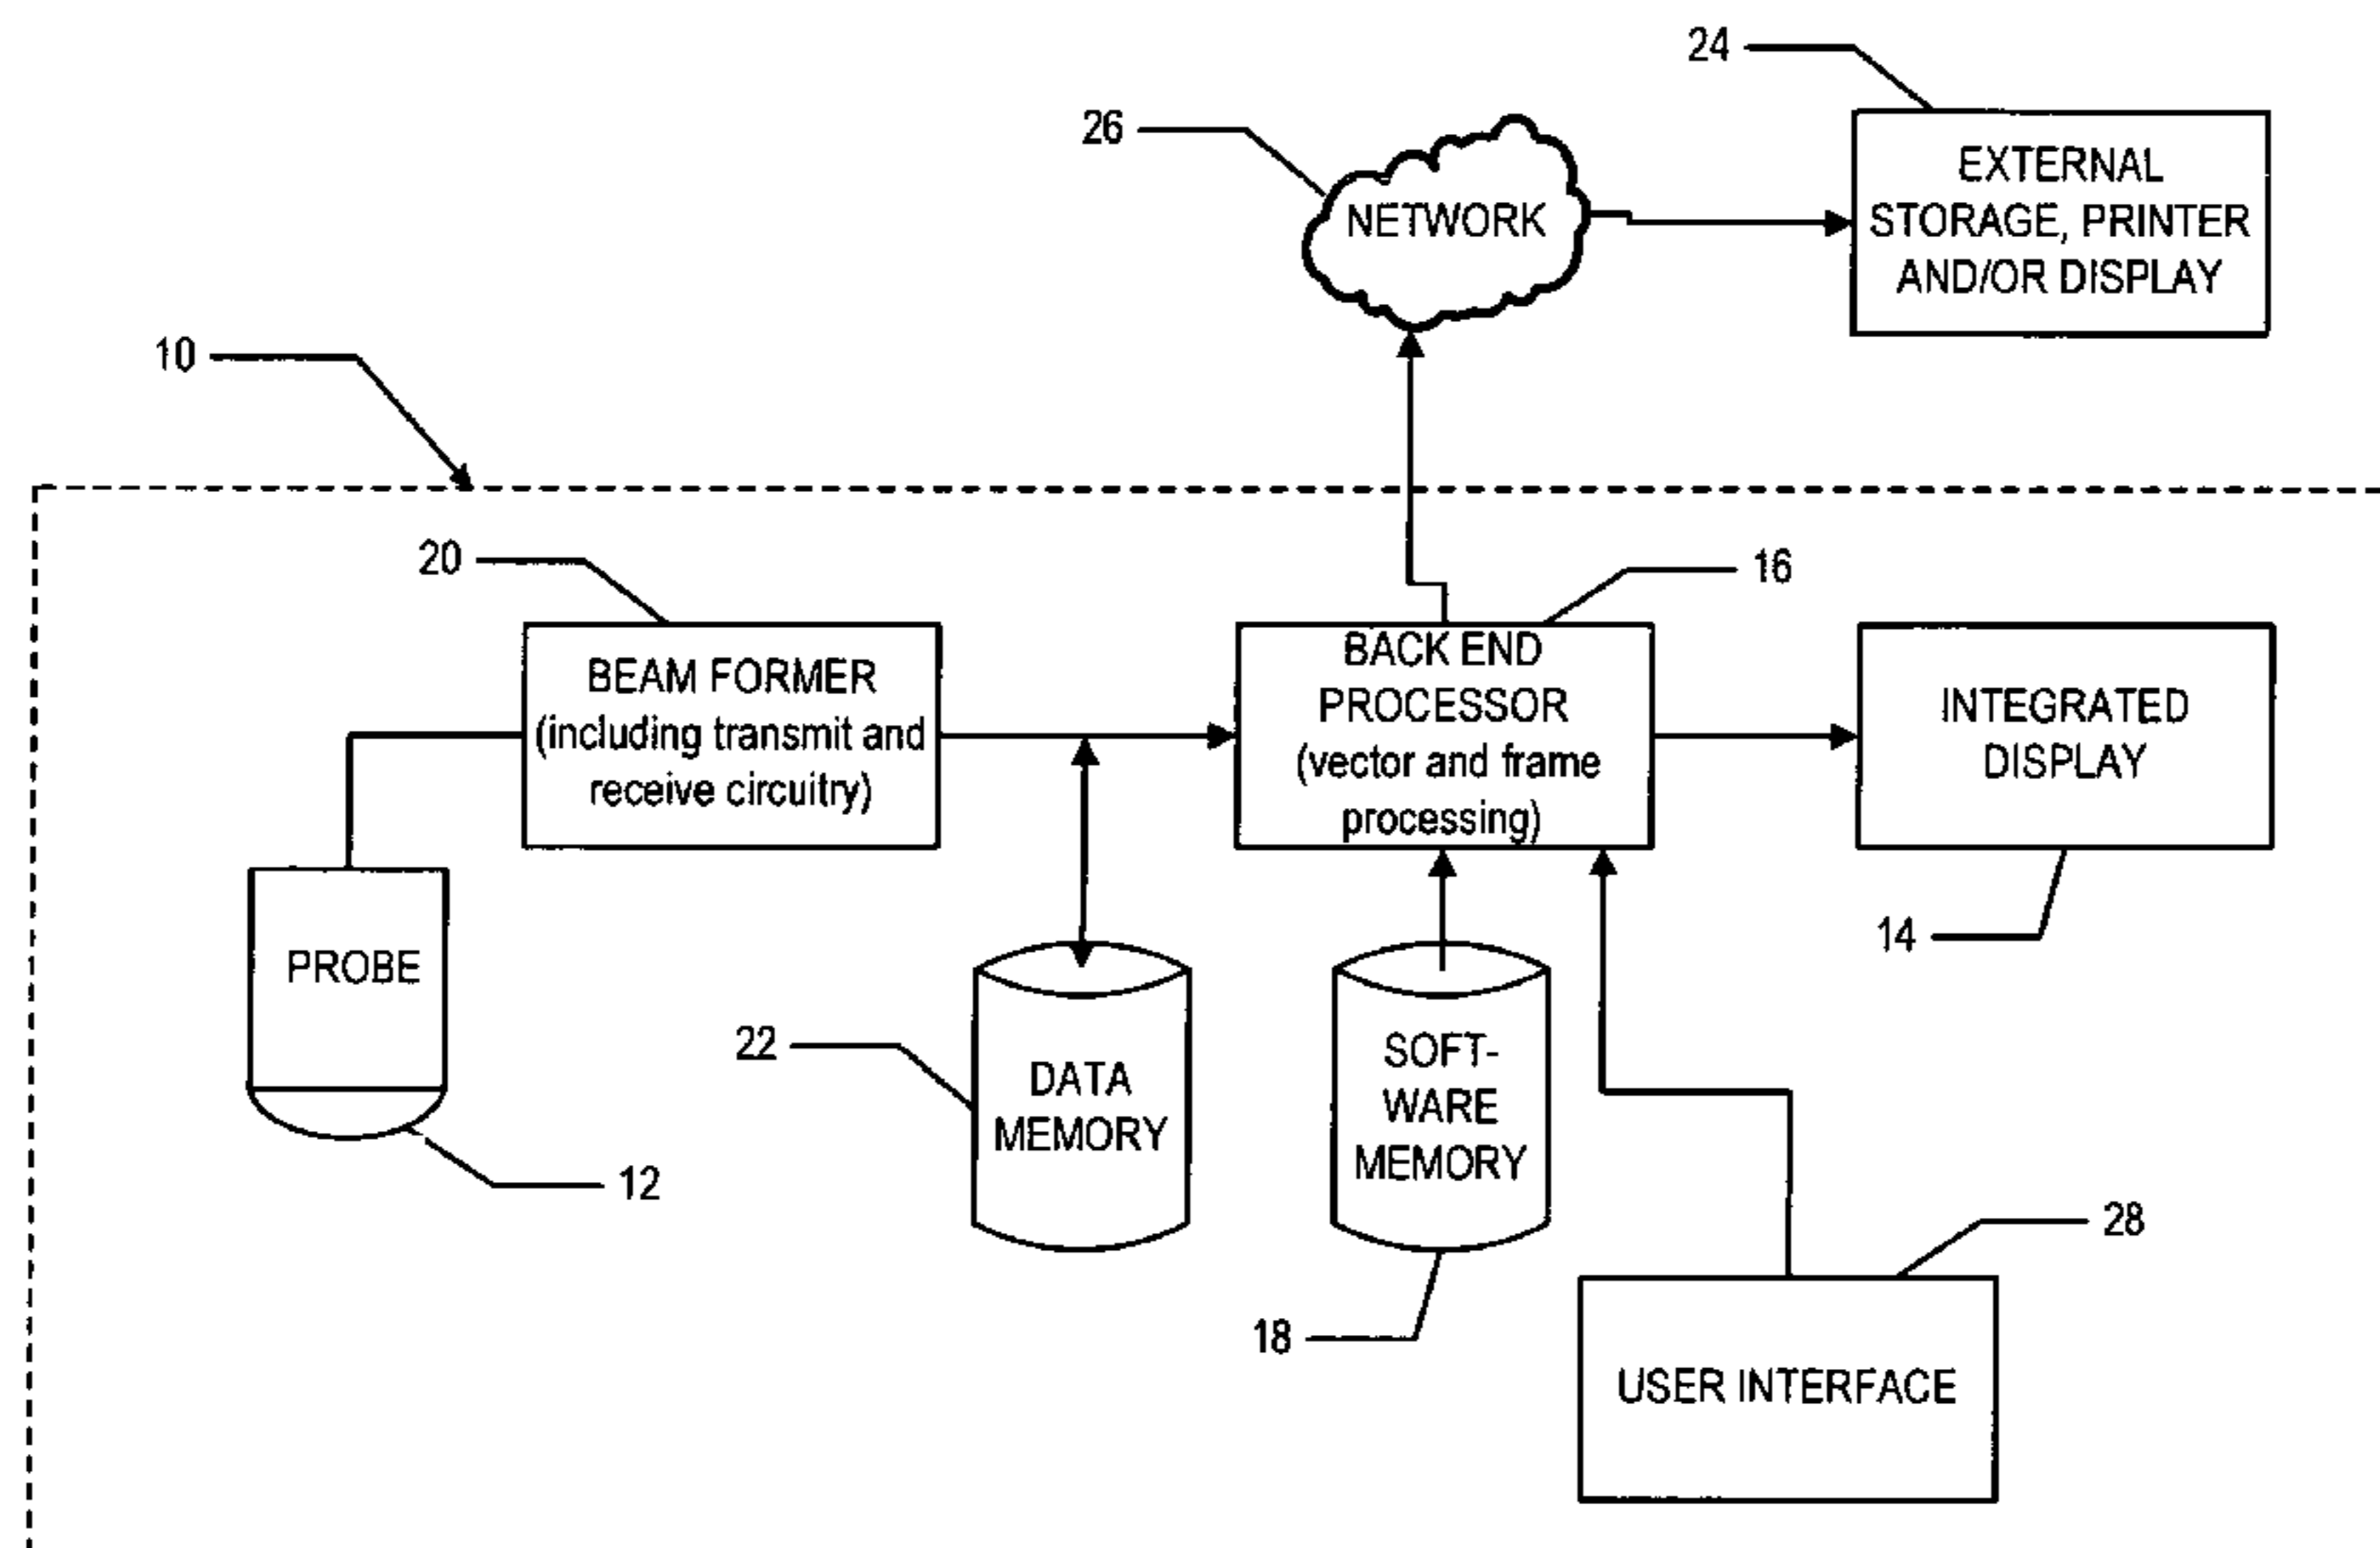 24
26
EXTERNAL
STORAGE, PRINTER
AND/OR DISPLAY
NETWORK
10
20
16
BEAM FORMER
(including transmit and
receive circuitry)
BACK END
PROCESSOR
(vector and frame
processing)
INTEGRATED
DISPLAY
14
PROBE
12
22
DATA
MEMORY
SOFT-
WARE
MEMORY
18
28
USER INTERFACE